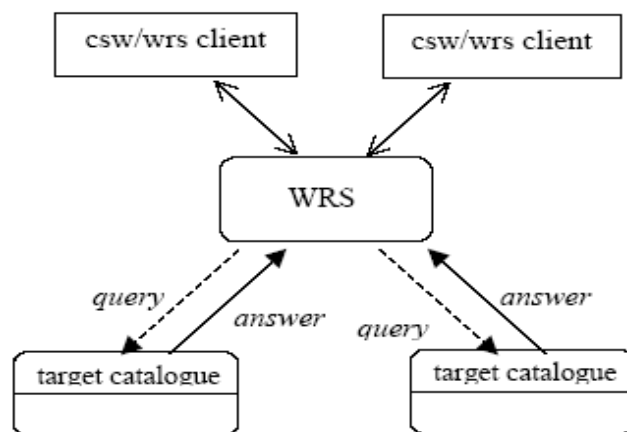 csw/wrs client
csw/wrs client
WRS
query
answer
query
answer
target catalogue
target catalogue